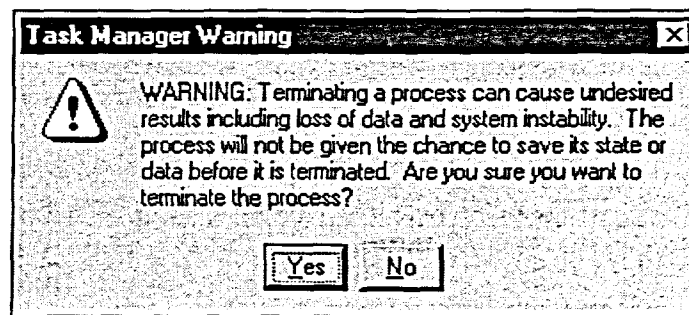 Task Manager Warning
WARNING: Terminating a process can cause undesired
results including loss of data and system instability. The
process will not be given the chance to save its state or
data before it is terminated. Are you sure you want to
terminate the process?
Yes No